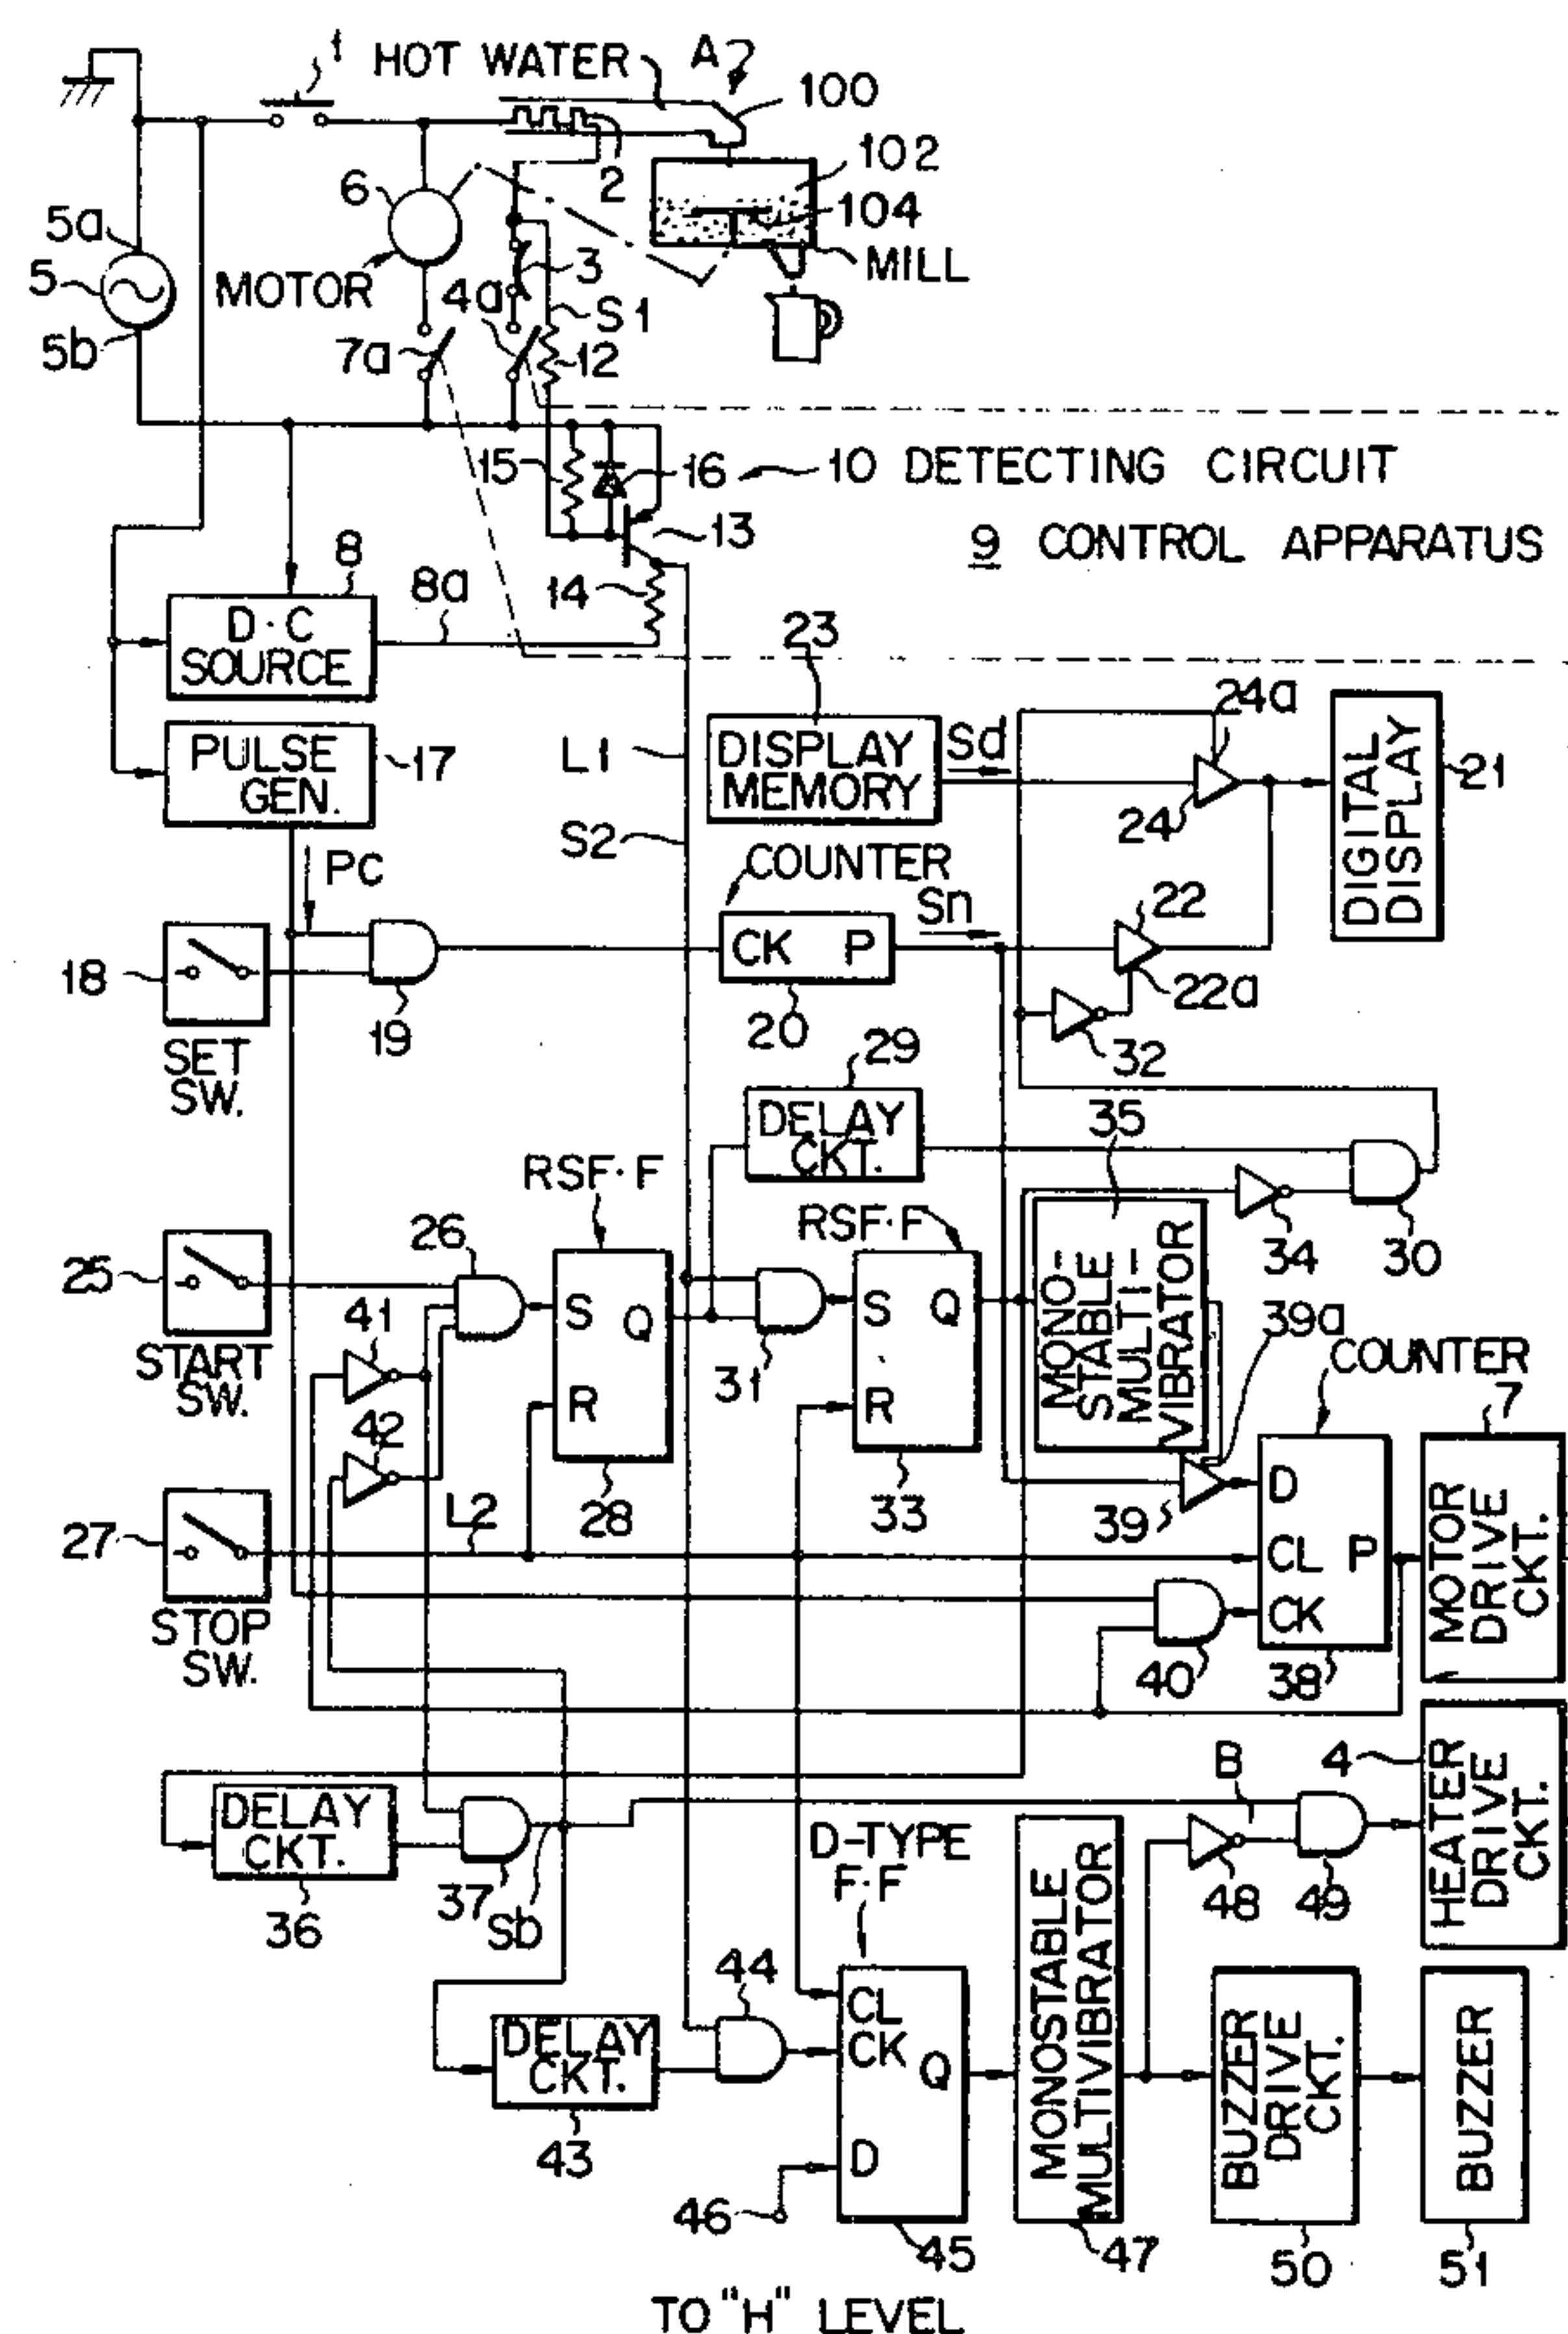 1
HOT WATER
A
100
102
2
6
104
5a
5
MOTOR
3
MILL
4a
S1
5b
7a
12
15
16
10 DETECTING CIRCUIT
13
9 CONTROL APPARATUS
8
8a
14
D·C
SOURCE
23
24a
PULSE
GEN.
17
L1
DISPLAY
MEMORY
Sd
24
DIGITAL
DISPLAY
21
S2
Pc
COUNTER
Sn
22
CK P
22a
18
19
20
32
SET
SW.
29
DELAY
CKT.
35
RSF·F
26
RSF·F
34
30
25
S
Q
S
Q
MONO-
STABLE
MULTI-
VIBRATOR
41
31
39a
START
SW.
COUNTER
R
R
7
42
D
MOTOR
DRIVE
CKT.
L2
28
33
39
27
CL P
CK
STOP
SW.
40
38
B
4
HEATER
DRIVE
CKT.
DELAY
CKT.
D-TYPE
F·F
36
37
Sb
48
49
44
MONOSTABLE
MULTIVIBRATOR
CL
CK
Q
DELAY
CKT.
BUZZER
DRIVE
CKT.
BUZZER
43
D
46
45
47
50
51
TO "H" LEVEL